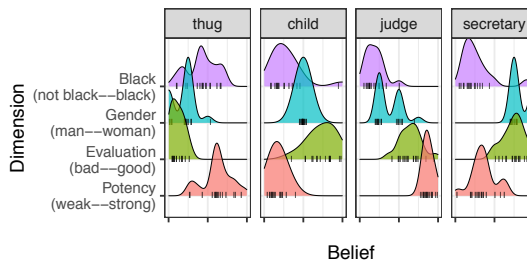 thug child judge secretary
Black
(not black--black)
Gender
(man--woman)
Evaluation
(bad--good)
Potency
(weak--strong)
Dimension
Belief